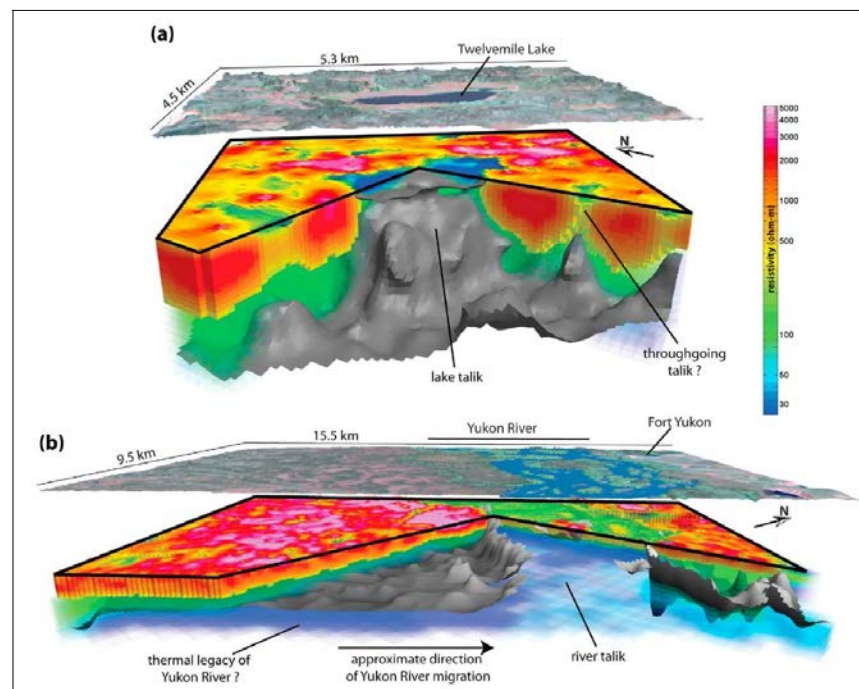 (a)
Twelvemile Lake
5.3 km
4.5 km
N
5000
4000
3000
2000
1000
500
100
50
30
resistivity (ohm-m)
throughgoing
talik ?
lake talik
(b)
15.5 km
Yukon River
Fort Yukon
9.5 km
N
thermal legacy of
Yukon River ?
approximate direction
of Yukon River migration
river talik